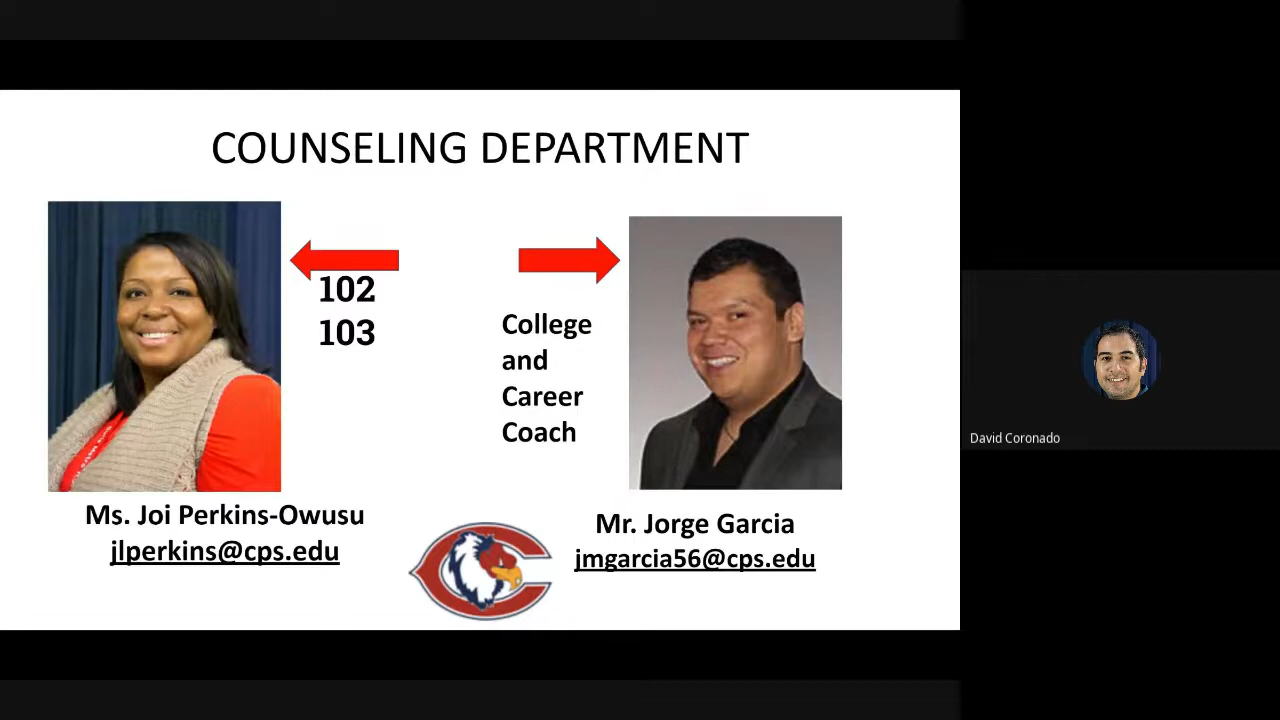 COUNSELING DEPARTMENT
102
103
College
and
Career
Coach
Ms. Joi Perkins-Owusu
jlperkins@cps.edu
Mr. Jorge Garcia
jmgarcia56@cps.edu
David Coronado